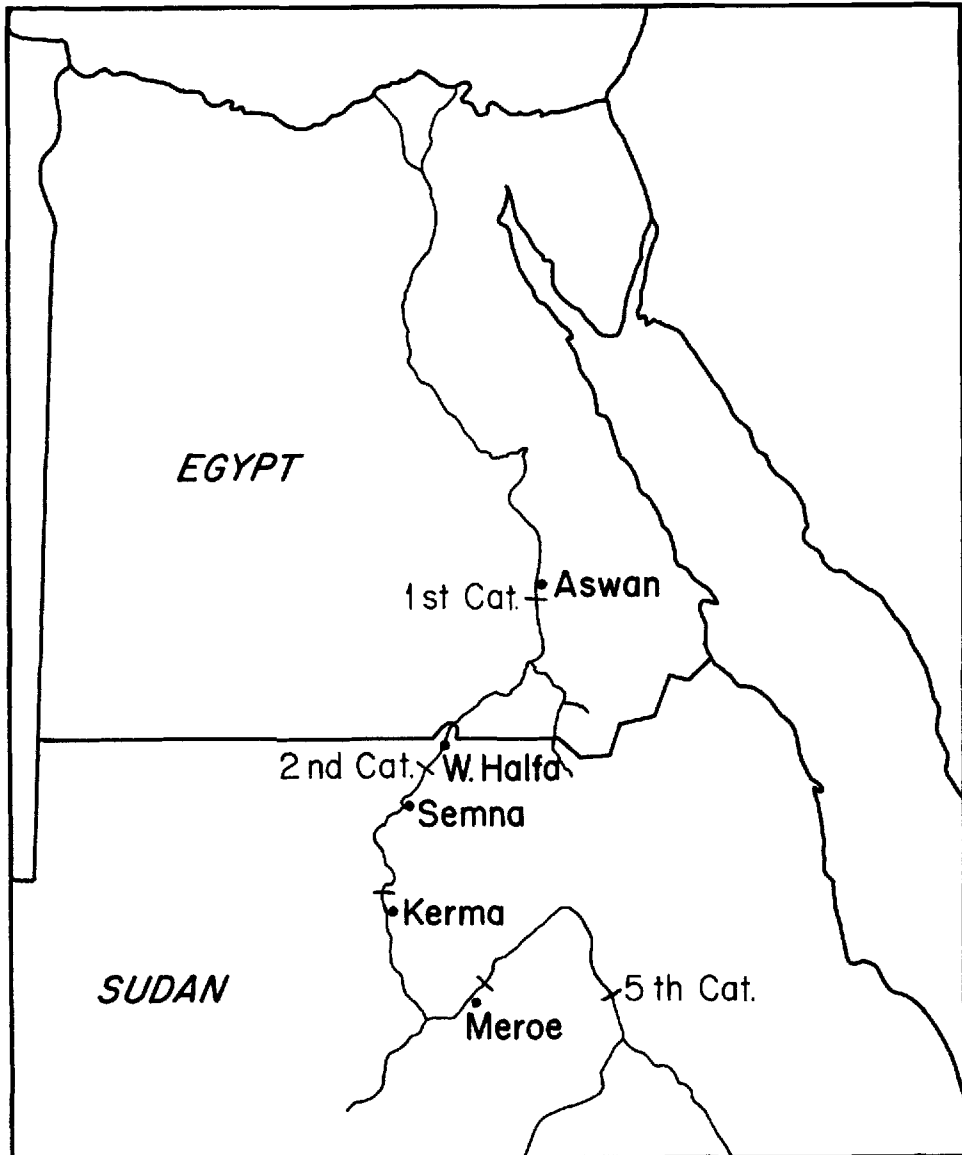 EGYPT
1st Cat.
Aswan
2nd Cat.
W. Halfa
Semna
Kerma
SUDAN
5th Cat.
Meroe